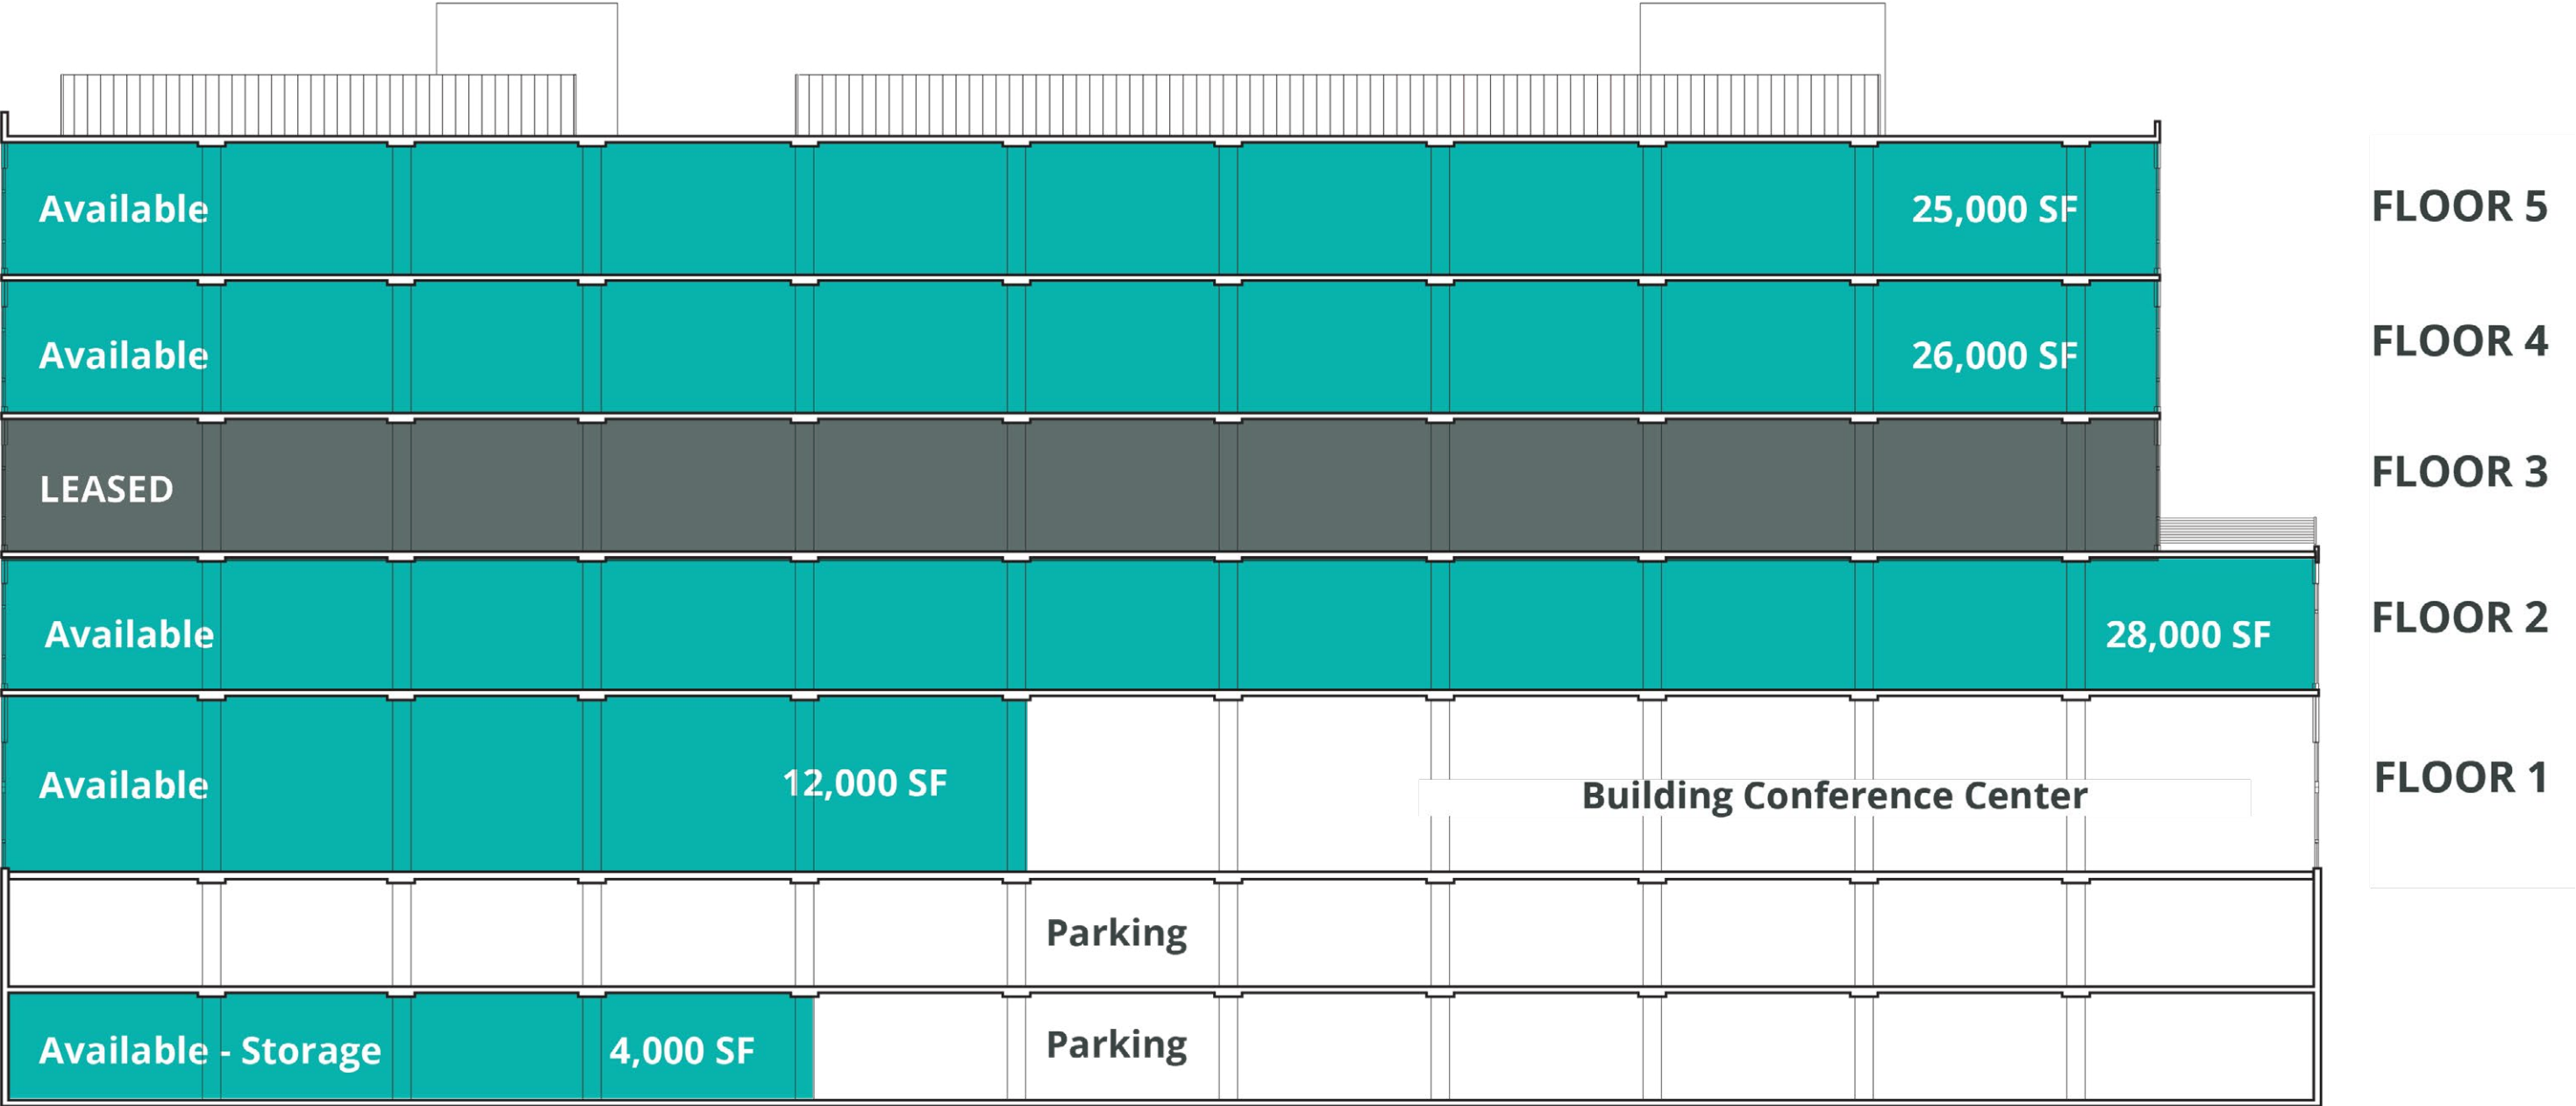 Available 25,000 SF FLOOR 5
Available 26,000 SF FLOOR 4
LEASED FLOOR 3
Available 28,000 SF FLOOR 2
Available 12,000 SF Building Conference Center FLOOR 1
Parking
Available - Storage 4,000 SF Parking